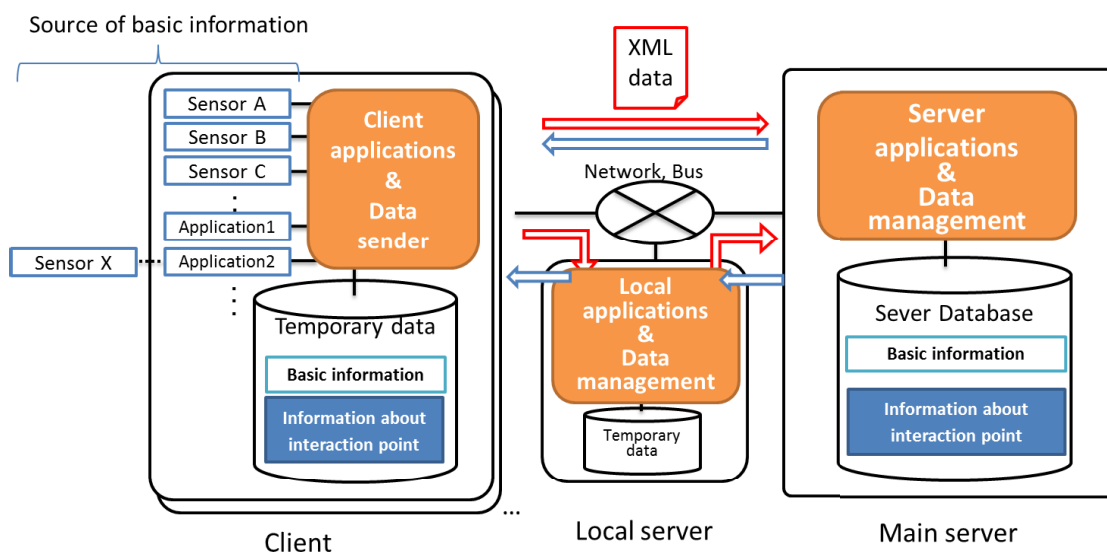 Source of basic information
Sensor A
Sensor B
Sensor C
...
Application1
Sensor X
Application2
...
Client
applications
&
Data
sender
Temporary data
Basic information
Information about
interaction point
...
Client
XML
data
Network, Bus
Local
applications
&
Data
management
Temporary
data
Local server
Server
applications
&
Data
management
Sever Database
Basic information
Information about
interaction point
Main server